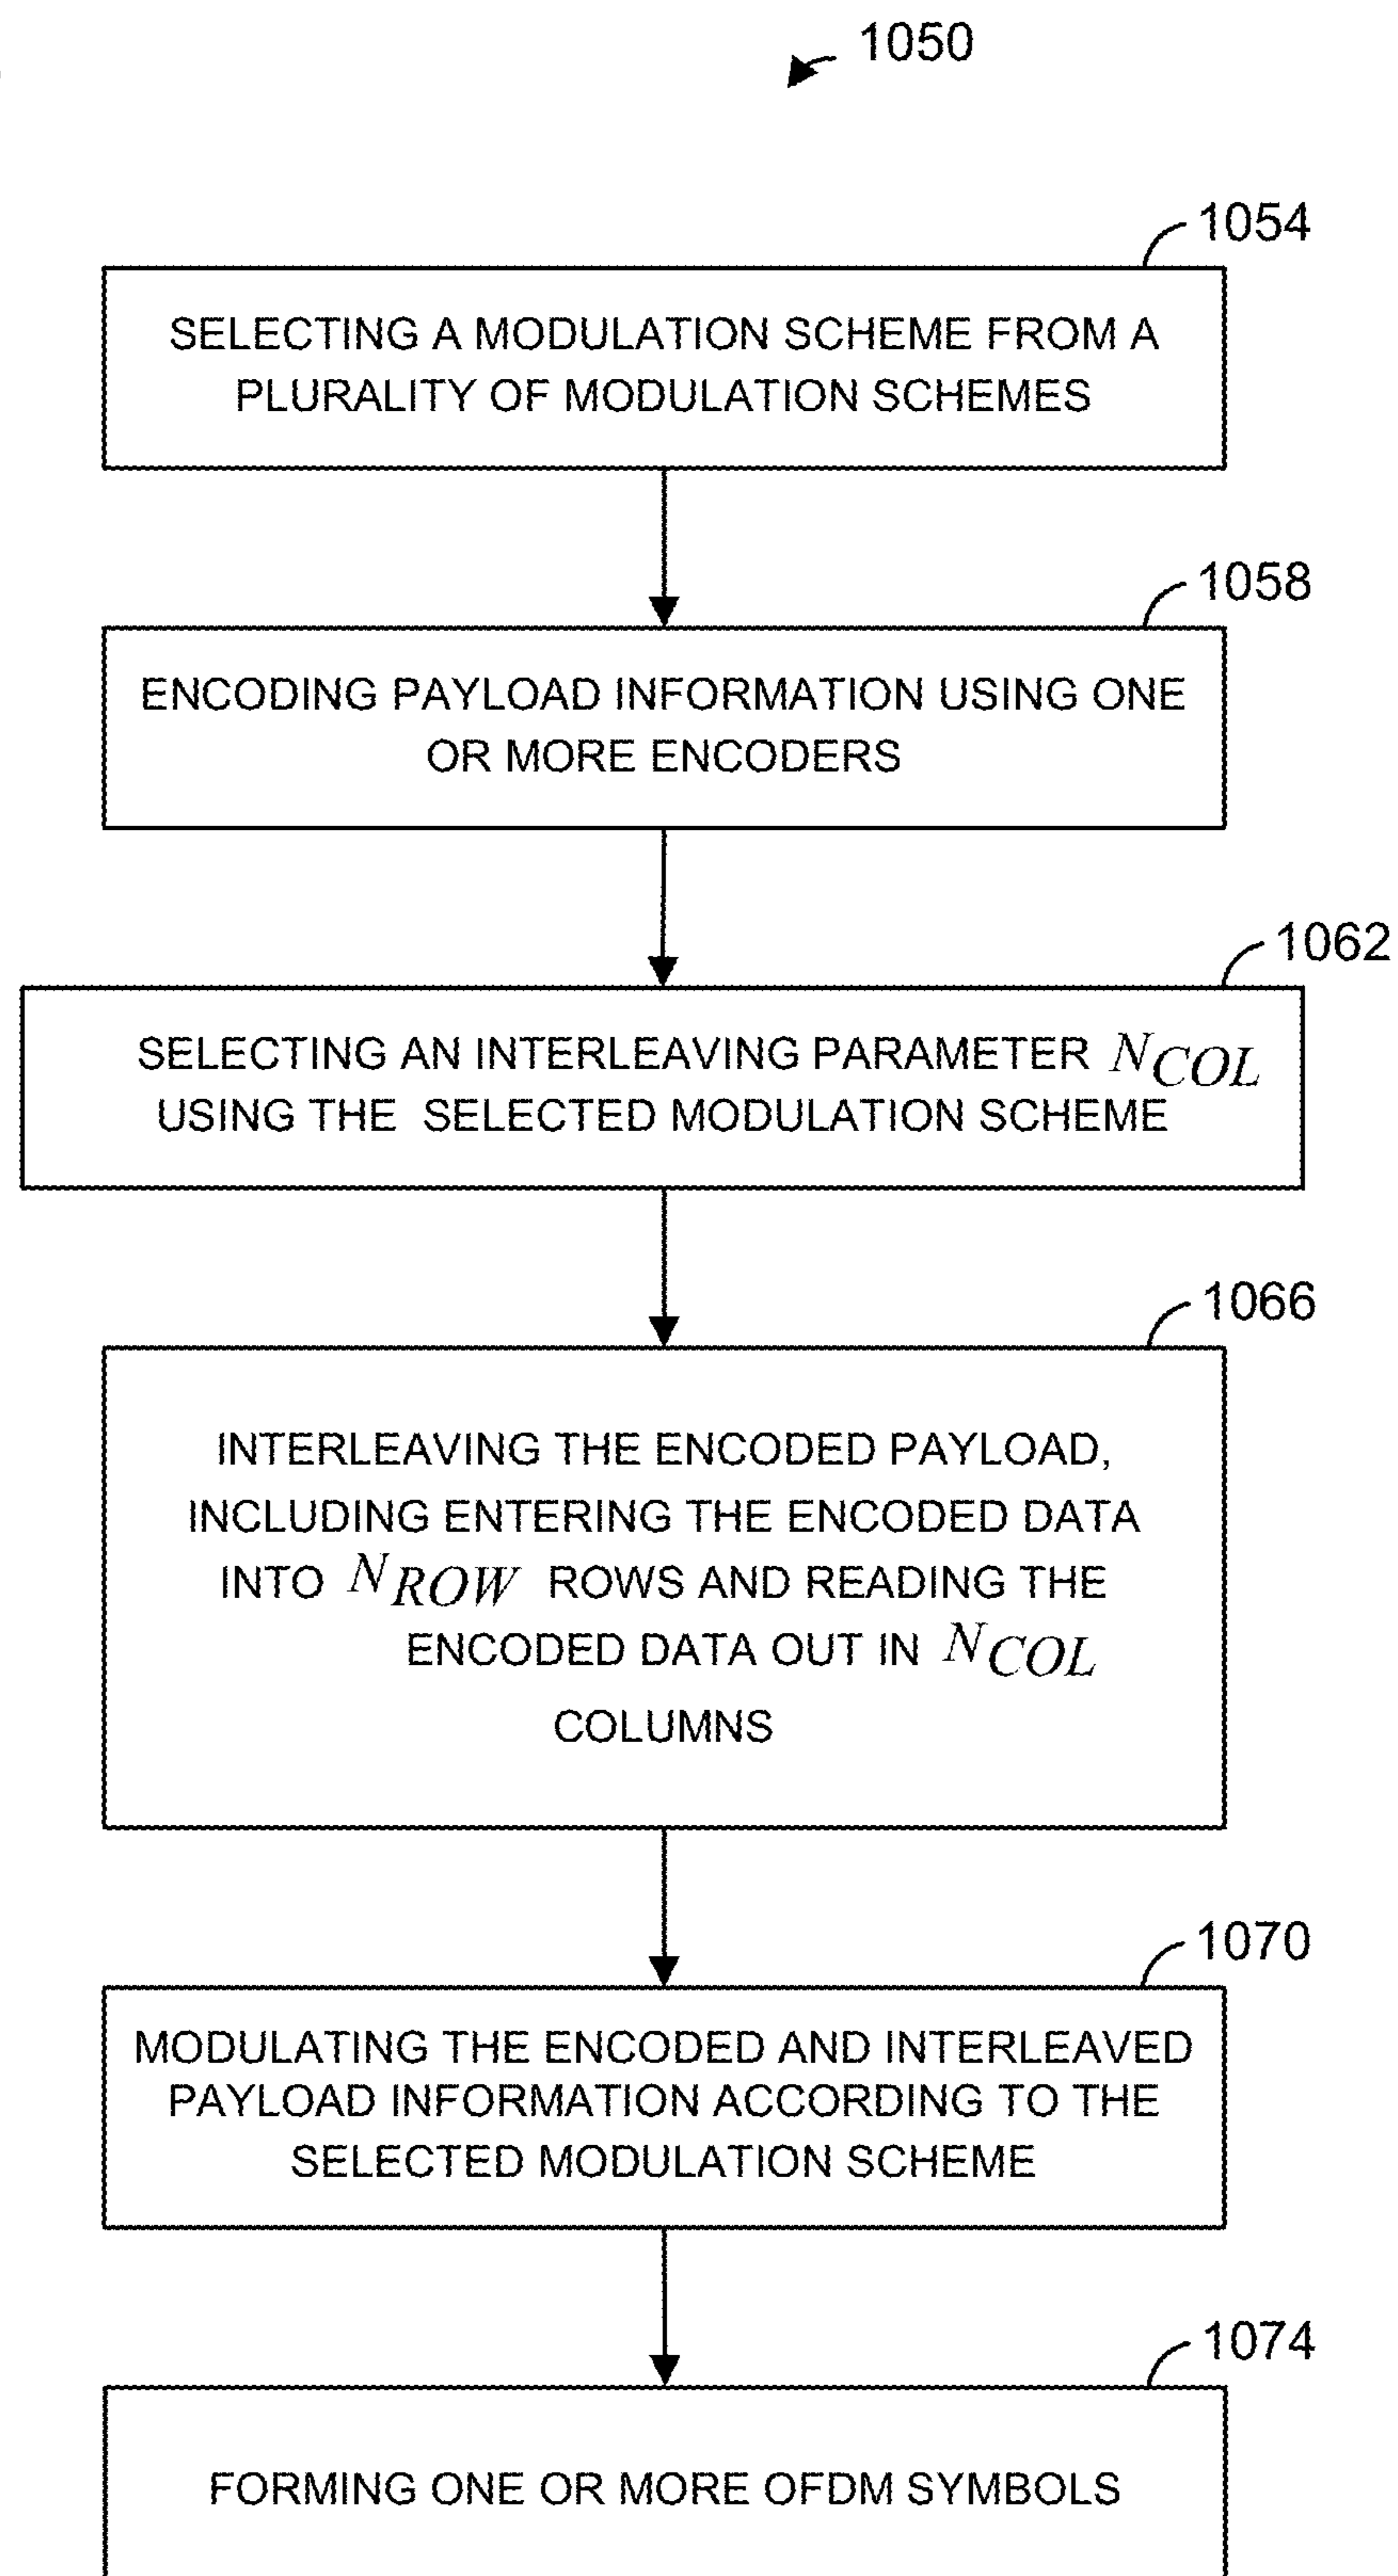 1050
1054
SELECTING A MODULATION SCHEME FROM A
PLURALITY OF MODULATION SCHEMES
1058
ENCODING PAYLOAD INFORMATION USING ONE
OR MORE ENCODERS
1062
SELECTING AN INTERLEAVING PARAMETER N_COL
USING THE SELECTED MODULATION SCHEME
1066
INTERLEAVING THE ENCODED PAYLOAD,
INCLUDING ENTERING THE ENCODED DATA
INTO N_ROW ROWS AND READING THE
ENCODED DATA OUT IN N_COL
COLUMNS
1070
MODULATING THE ENCODED AND INTERLEAVED
PAYLOAD INFORMATION ACCORDING TO THE
SELECTED MODULATION SCHEME
1074
FORMING ONE OR MORE OFDM SYMBOLS